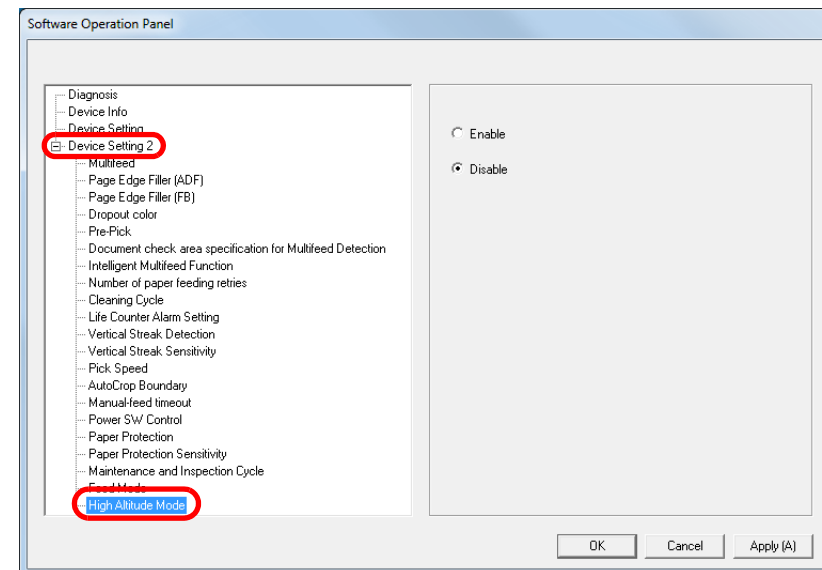 Software Operation Panel
Diagnosis
Device Info
Device Setting
Device Setting 2
Multifeed
Page Edge Filler (ADF)
Page Edge Filler (FB)
Dropout color
Pre-Pick
Document check area specification for Multifeed Detection
Intelligent Multifeed Function
Number of paper feeding retries
Cleaning Cycle
Life Counter Alarm Setting
Vertical Streak Detection
Vertical Streak Sensitivity
Pick Speed
AutoCrop Boundary
Manual-feed timeout
Power SW Control
Paper Protection
Paper Protection Sensitivity
Maintenance and Inspection Cycle
Feed Mode
High Altitude Mode
Enable
Disable
OK Cancel Apply (A)